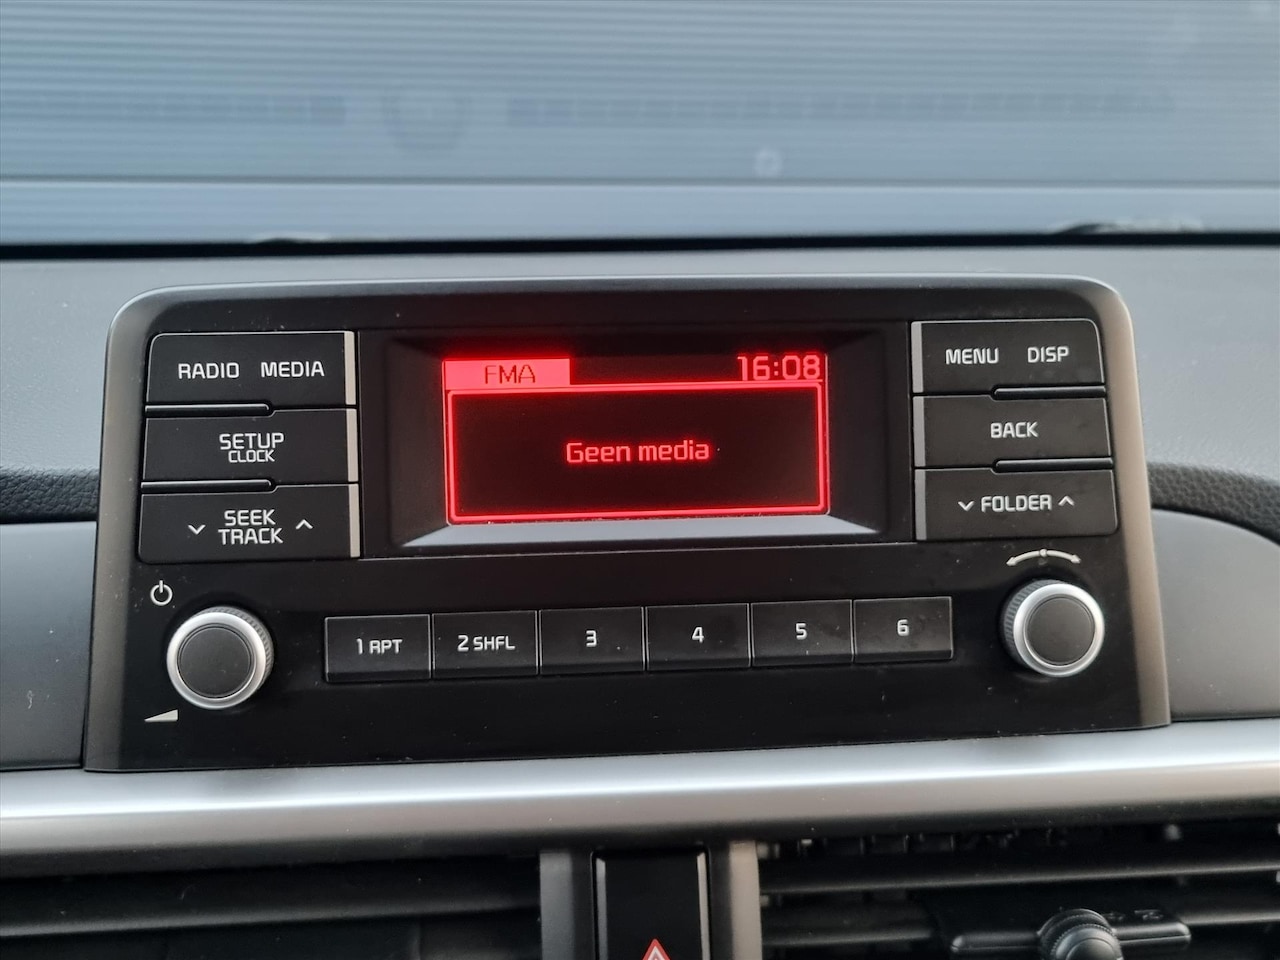 RADIO MEDIA
SETUP
CLOCK
SEEK
TRACK
FMA 16:08
Geen media
MENU DISP
BACK
FOLDER
1 RPT 2 SHFL 3 4 5 6